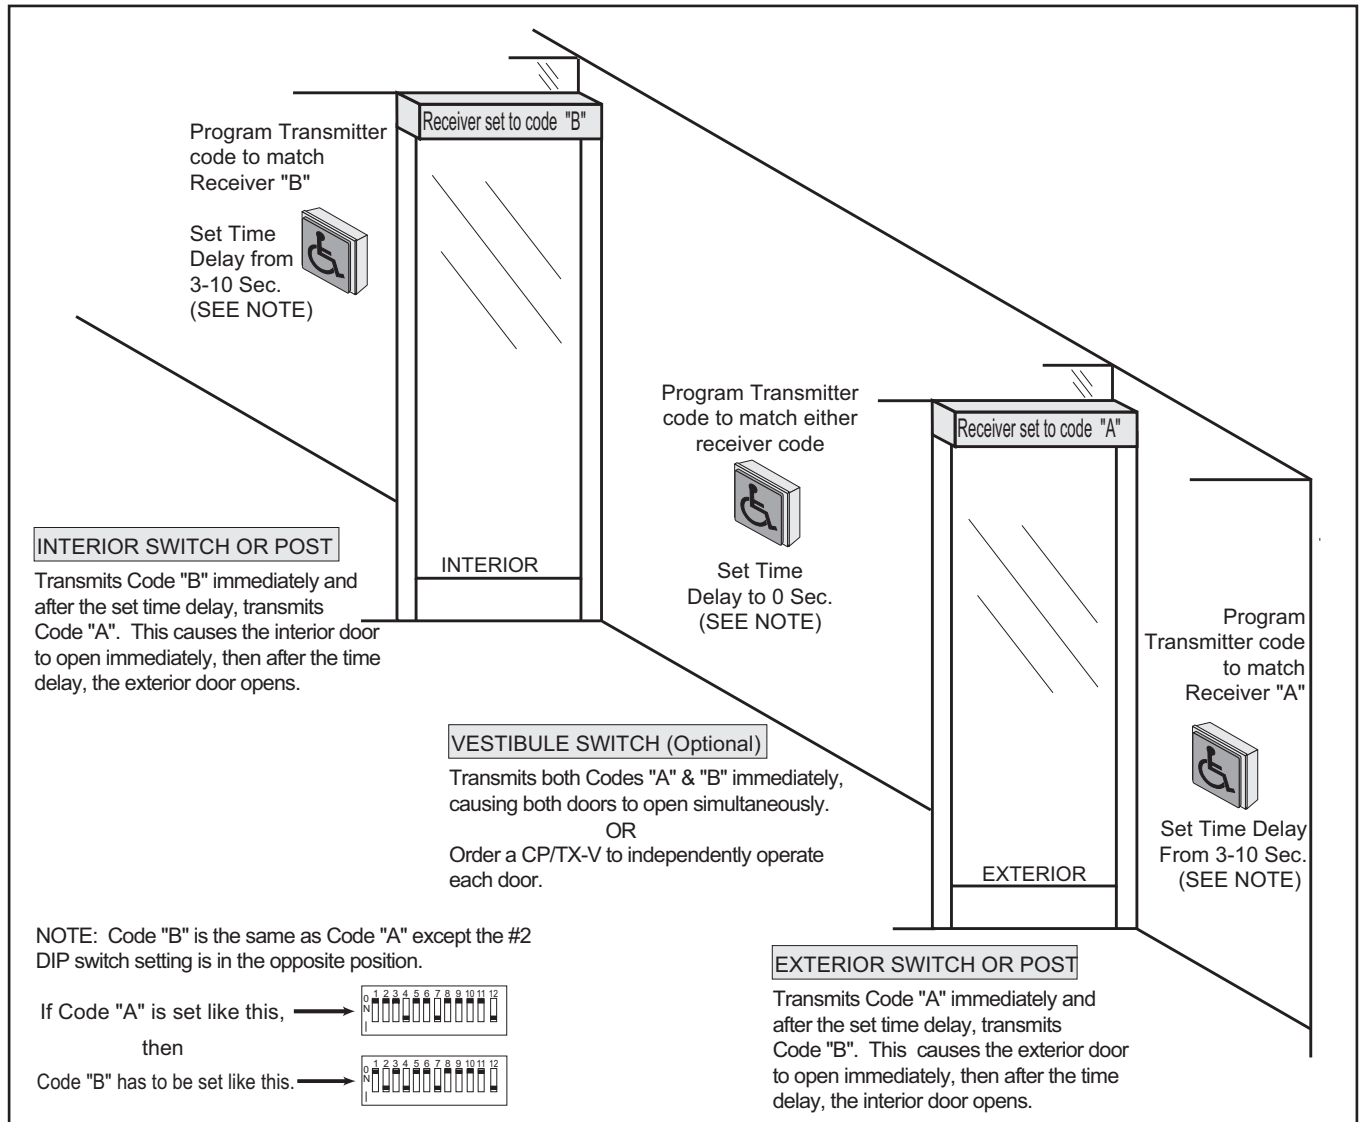 Receiver set to code "B"
Program Transmitter
code to match
Receiver "B"
Set Time
Delay from
3-10 Sec.
(SEE NOTE)
INTERIOR
INTERIOR SWITCH OR POST
Transmits Code "B" immediately and
after the set time delay, transmits
Code "A". This causes the interior door
to open immediately, then after the time
delay, the exterior door opens.
Program Transmitter
code to match either
receiver code
Set Time
Delay to 0 Sec.
(SEE NOTE)
VESTIBULE SWITCH (Optional)
Transmits both Codes "A" & "B" immediately,
causing both doors to open simultaneously.
OR
Order a CP/TX-V to independently operate
each door.
Receiver set to code "A"
EXTERIOR
Program
Transmitter code
to match
Receiver "A"
Set Time Delay
From 3-10 Sec.
(SEE NOTE)
EXTERIOR SWITCH OR POST
Transmits Code "A" immediately and
after the set time delay, transmits
Code "B". This causes the exterior door
to open immediately, then after the time
delay, the interior door opens.
NOTE: Code "B" is the same as Code "A" except the #2
DIP switch setting is in the opposite position.
If Code "A" is set like this,
0 N |
1 2 3 4 5 6 7 8 9 10 11 12
then
Code "B" has to be set like this.
0 N |
1 2 3 4 5 6 7 8 9 10 11 12